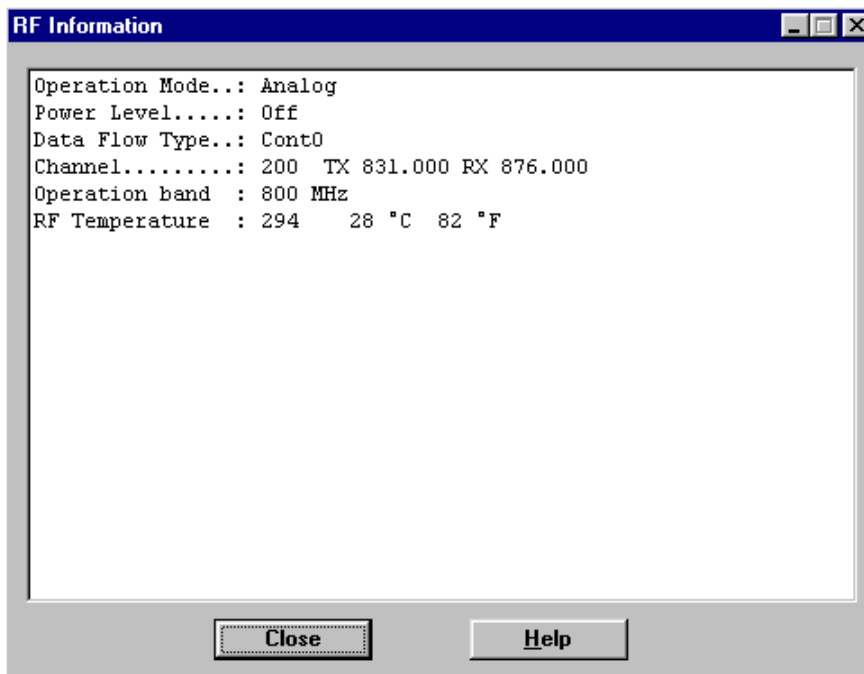 RF Information
Operation Mode..: Analog
Power Level.....: Off
Data Flow Type..: Cont0
Channel.........: 200  TX 831.000 RX 876.000
Operation band  : 800 MHz
RF Temperature  : 294    28 °C  82 °F
Close
Help